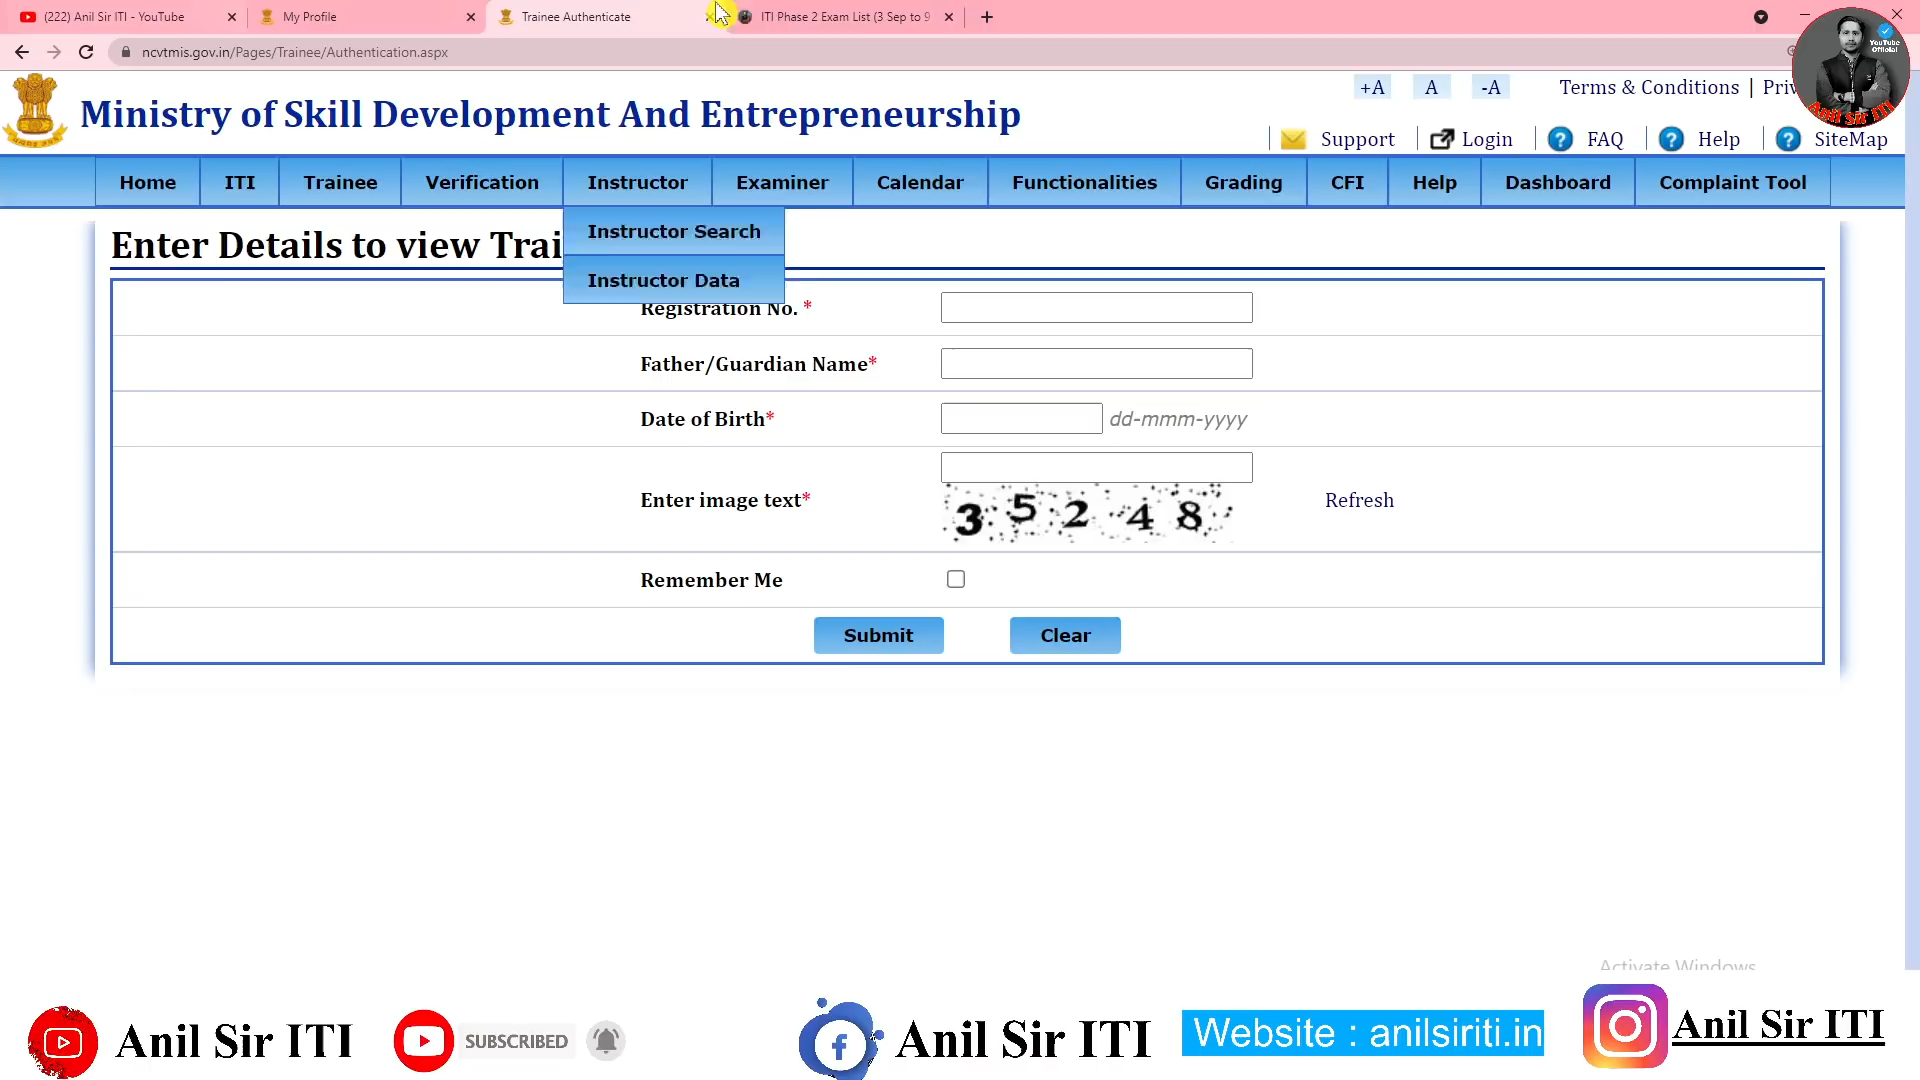 (222) Anil Sir ITI - YouTube
My Profile
Trainee Authenticate
ITI Phase 2 Exam List (3 Sep to 9
ncvtmis.gov.in/Pages/Trainee/Authentication.aspx
Ministry of Skill Development And Entrepreneurship
+A A -A Terms & Conditions |
Support Login FAQ Help SiteMap
YouTube
Official
Anil Sir ITI
Home ITI Trainee Verification Instructor Examiner Calendar Functionalities Grading CFI Help Dashboard Complaint Tool
Instructor Search
Instructor Data
Enter Details to view Trai
Registration No. *
Father/Guardian Name*
Date of Birth* dd-mmm-yyyy
Enter image text* Refresh
3 5 2 4 8
Remember Me
Submit Clear
Activate Windows
Anil Sir ITI
SUBSCRIBED
Anil Sir ITI
Website : anilsiriti.in
Anil Sir ITI